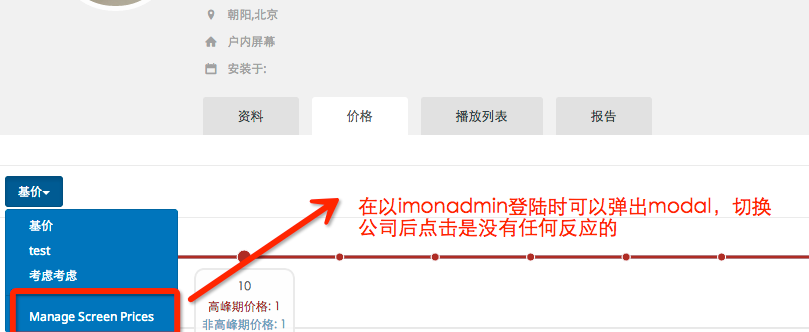 朝阳,北京
户内屏幕
安装于:
资料 价格 播放列表 报告
基价
基价
test
考虑考虑
Manage Screen Prices
在以imonadmin登陆时可以弹出modal，切换
公司后点击是没有任何反应的
10
高峰期价格: 1
非高峰期价格: 1